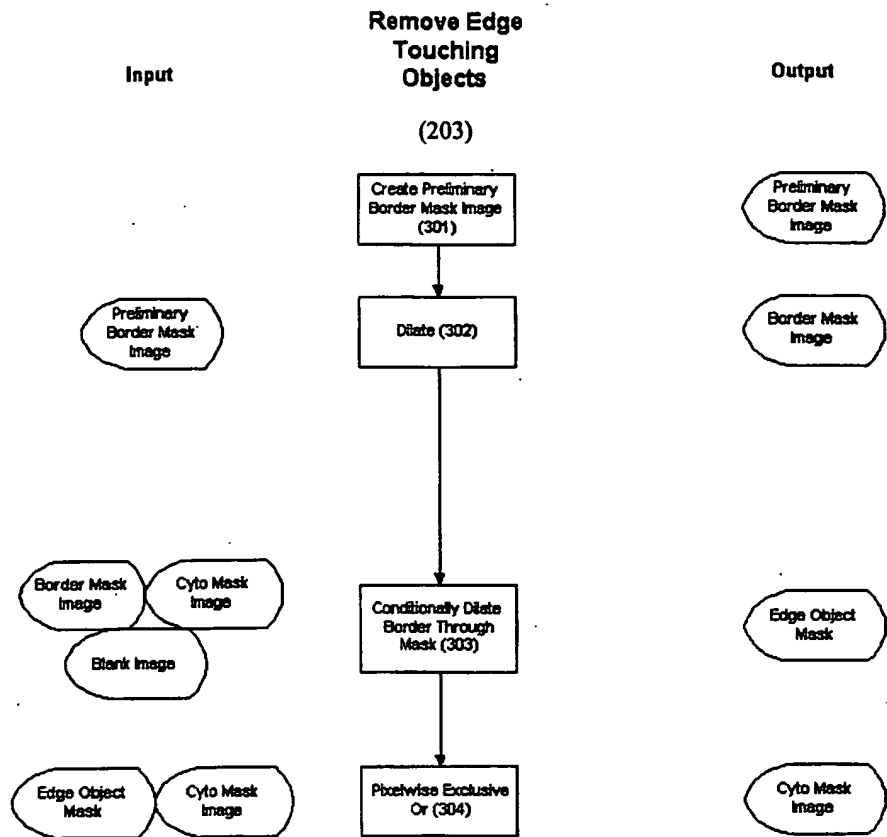 Remove Edge
Touching
Objects
Input
Output
(203)
Create Preliminary
Border Mask Image
(301)
Preliminary
Border Mask
Image
Preliminary
Border Mask
Image
Dilate (302)
Border Mask
Image
Border Mask
Image
Cyto Mask
Image
Blank Image
Conditionally Dilate
Border Through
Mask (303)
Edge Object
Mask
Edge Object
Mask
Cyto Mask
Image
Pixelwise Exclusive
Or (304)
Cyto Mask
Image